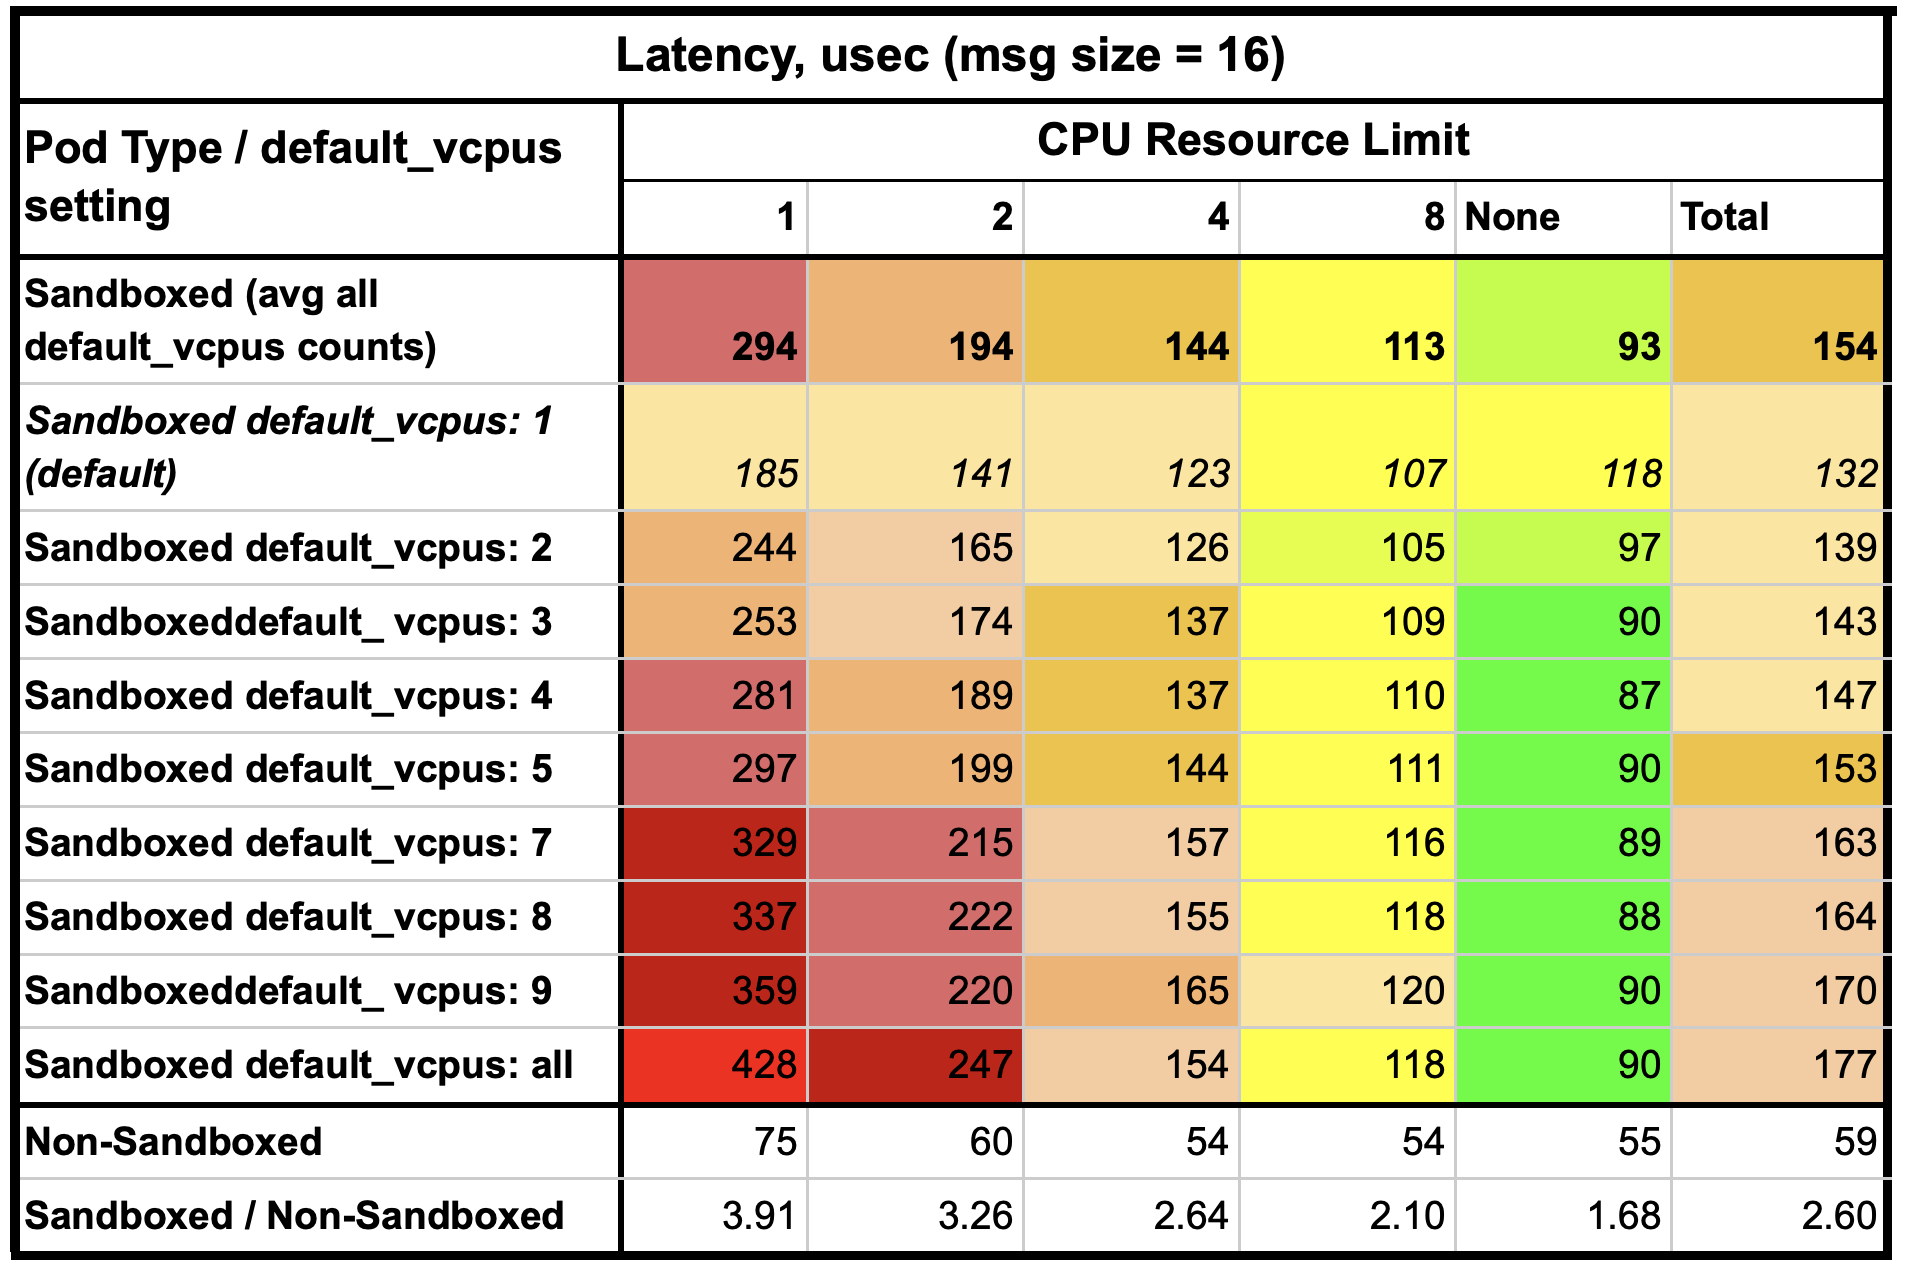 Latency, usec (msg size = 16)
Pod Type / default_vcpus
setting
CPU Resource Limit
1 2 4 8 None Total
Sandboxed (avg all
default_vcpus counts) 294 194 144 113 93 154
Sandboxed default_vcpus: 1
(default) 185 141 123 107 118 132
Sandboxed default_vcpus: 2 244 165 126 105 97 139
Sandboxeddefault_ vcpus: 3 253 174 137 109 90 143
Sandboxed default_vcpus: 4 281 189 137 110 87 147
Sandboxed default_vcpus: 5 297 199 144 111 90 153
Sandboxed default_vcpus: 7 329 215 157 116 89 163
Sandboxed default_vcpus: 8 337 222 155 118 88 164
Sandboxeddefault_ vcpus: 9 359 220 165 120 90 170
Sandboxed default_vcpus: all 428 247 154 118 90 177
Non-Sandboxed 75 60 54 54 55 59
Sandboxed / Non-Sandboxed 3.91 3.26 2.64 2.10 1.68 2.60